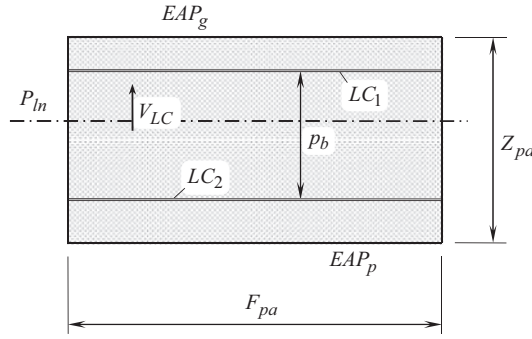 EAP_g
LC_1
P_ln
V_LC
p_b
Z_pa
LC_2
EAP_p
F_pa